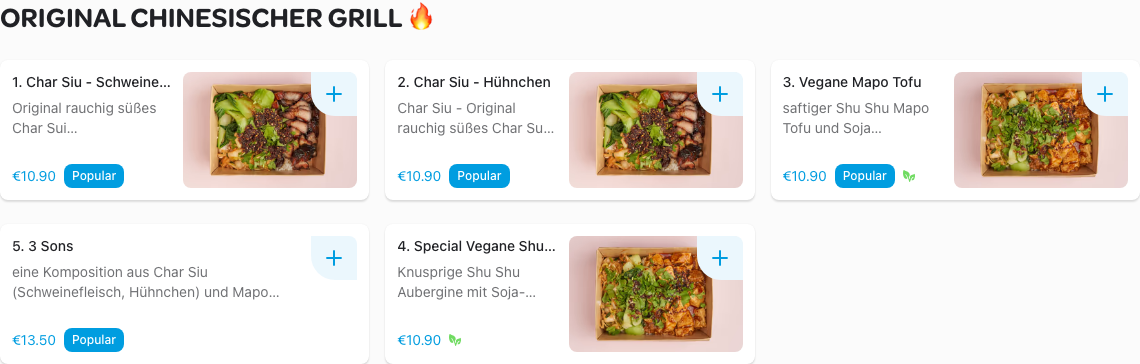 ORIGINAL CHINESISCHER GRILL 🔥
1. Char Siu - Schweine...
Original rauchig süßes
Char Sui...
€10.90 Popular
2. Char Siu - Hühnchen
Char Siu - Original
rauchig süßes Char Su...
€10.90 Popular
3. Vegane Mapo Tofu
saftiger Shu Shu Mapo
Tofu und Soja...
€10.90 Popular
5. 3 Sons
eine Komposition aus Char Siu
(Schweinefleisch, Hühnchen) und Mapo...
€13.50 Popular
4. Special Vegane Shu...
Knusprige Shu Shu
Aubergine mit Soja-...
€10.90